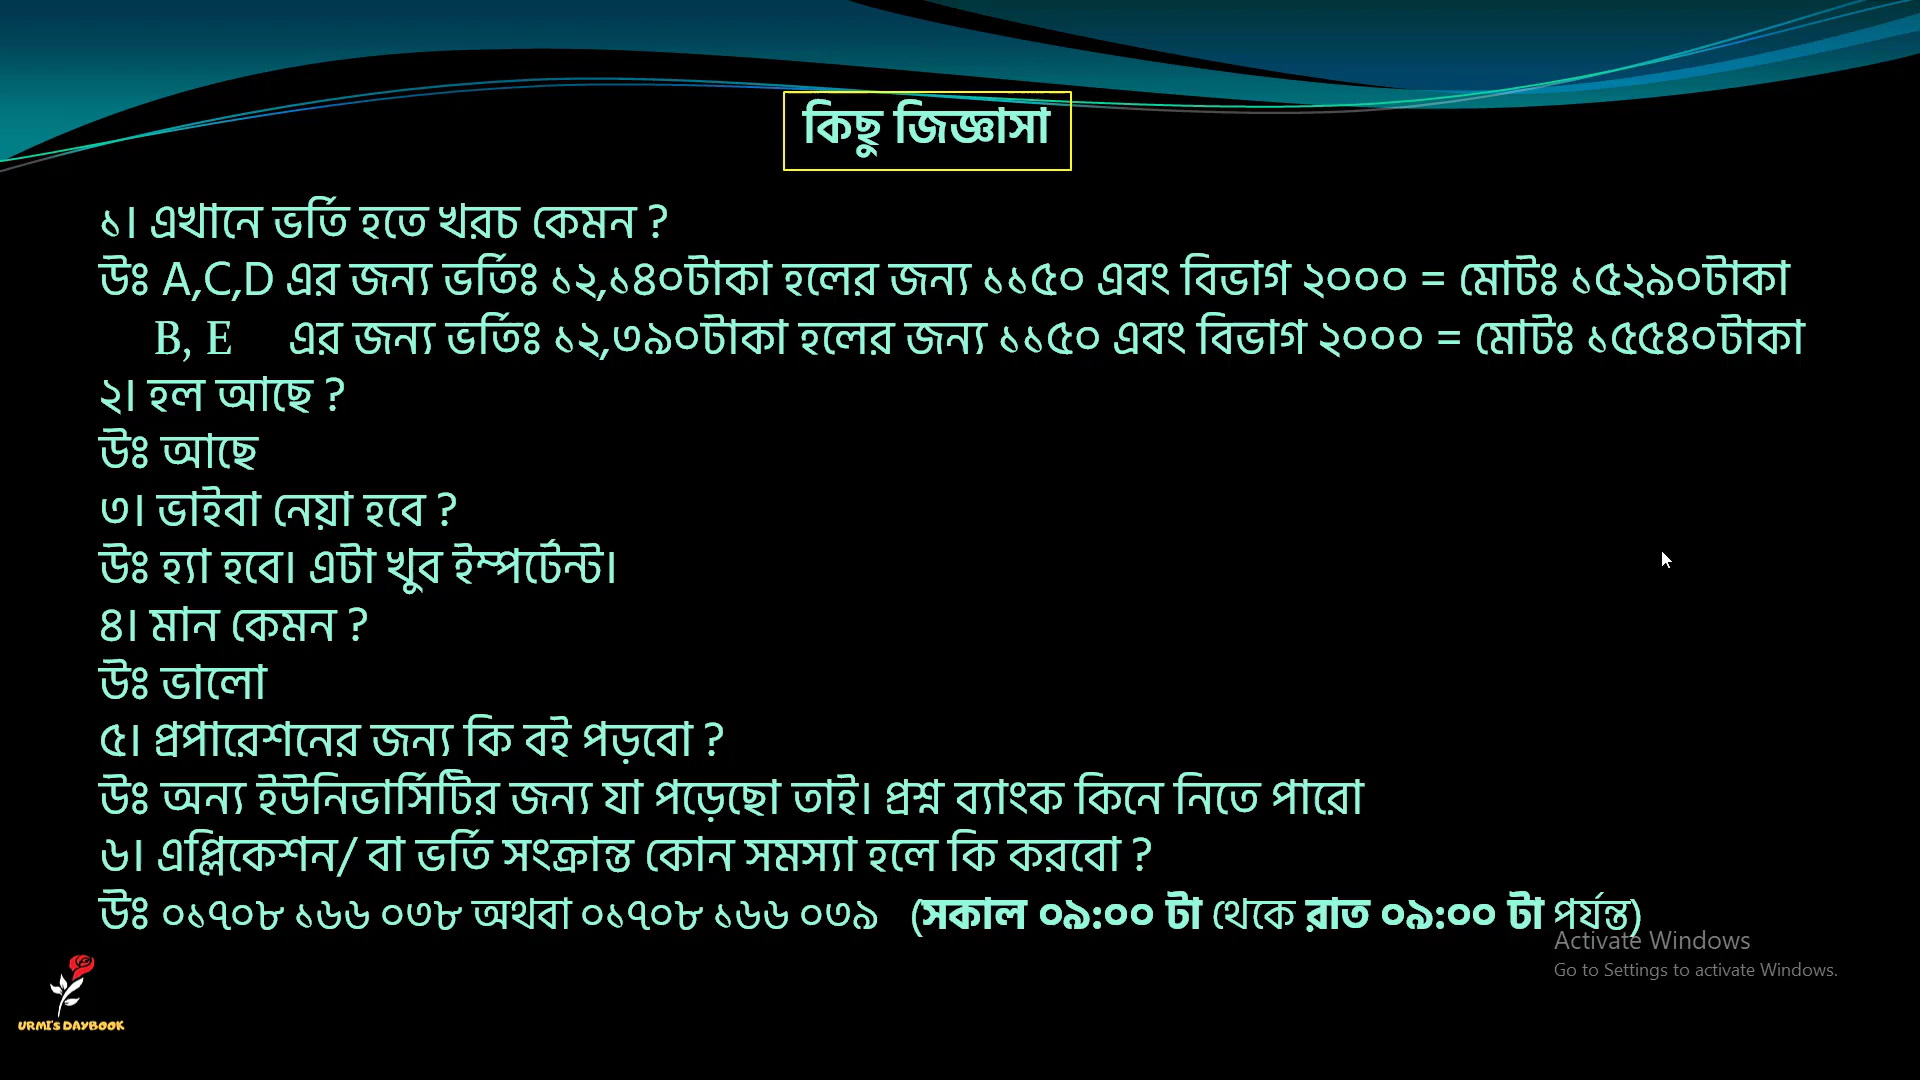 কিছু জিজ্ঞাসা
১। এখানে ভর্তি হতে খরচ কেমন ?
উঃ A,C,D এর জন্য ভর্তিঃ ১২,১৪০টাকা হলের জন্য ১১৫০ এবং বিভাগ ২০০০ = মোটঃ ১৫২৯০টাকা
B, E এর জন্য ভর্তিঃ ১২,৩৯০টাকা হলের জন্য ১১৫০ এবং বিভাগ ২০০০ = মোটঃ ১৫৫৪০টাকা
২। হল আছে ?
উঃ আছে
৩। ভাইবা নেয়া হবে ?
উঃ হ্যা হবে। এটা খুব ইম্পর্টেন্ট।
৪। মান কেমন ?
উঃ ভালো
৫। প্রপারেশনের জন্য কি বই পড়বো ?
উঃ অন্য ইউনিভার্সিটির জন্য যা পড়েছো তাই। প্রশ্ন ব্যাংক কিনে নিতে পারো
৬। এপ্লিকেশন/ বা ভর্তি সংক্রান্ত কোন সমস্যা হলে কি করবো ?
উঃ ০১৭০৮ ১৬৬ ০৩৮ অথবা ০১৭০৮ ১৬৬ ০৩৯ (সকাল ০৯:০০ টা থেকে রাত ০৯:০০ টা পর্যন্ত)
Activate Windows
Go to Settings to activate Windows.
URMI'S DAYBOOK